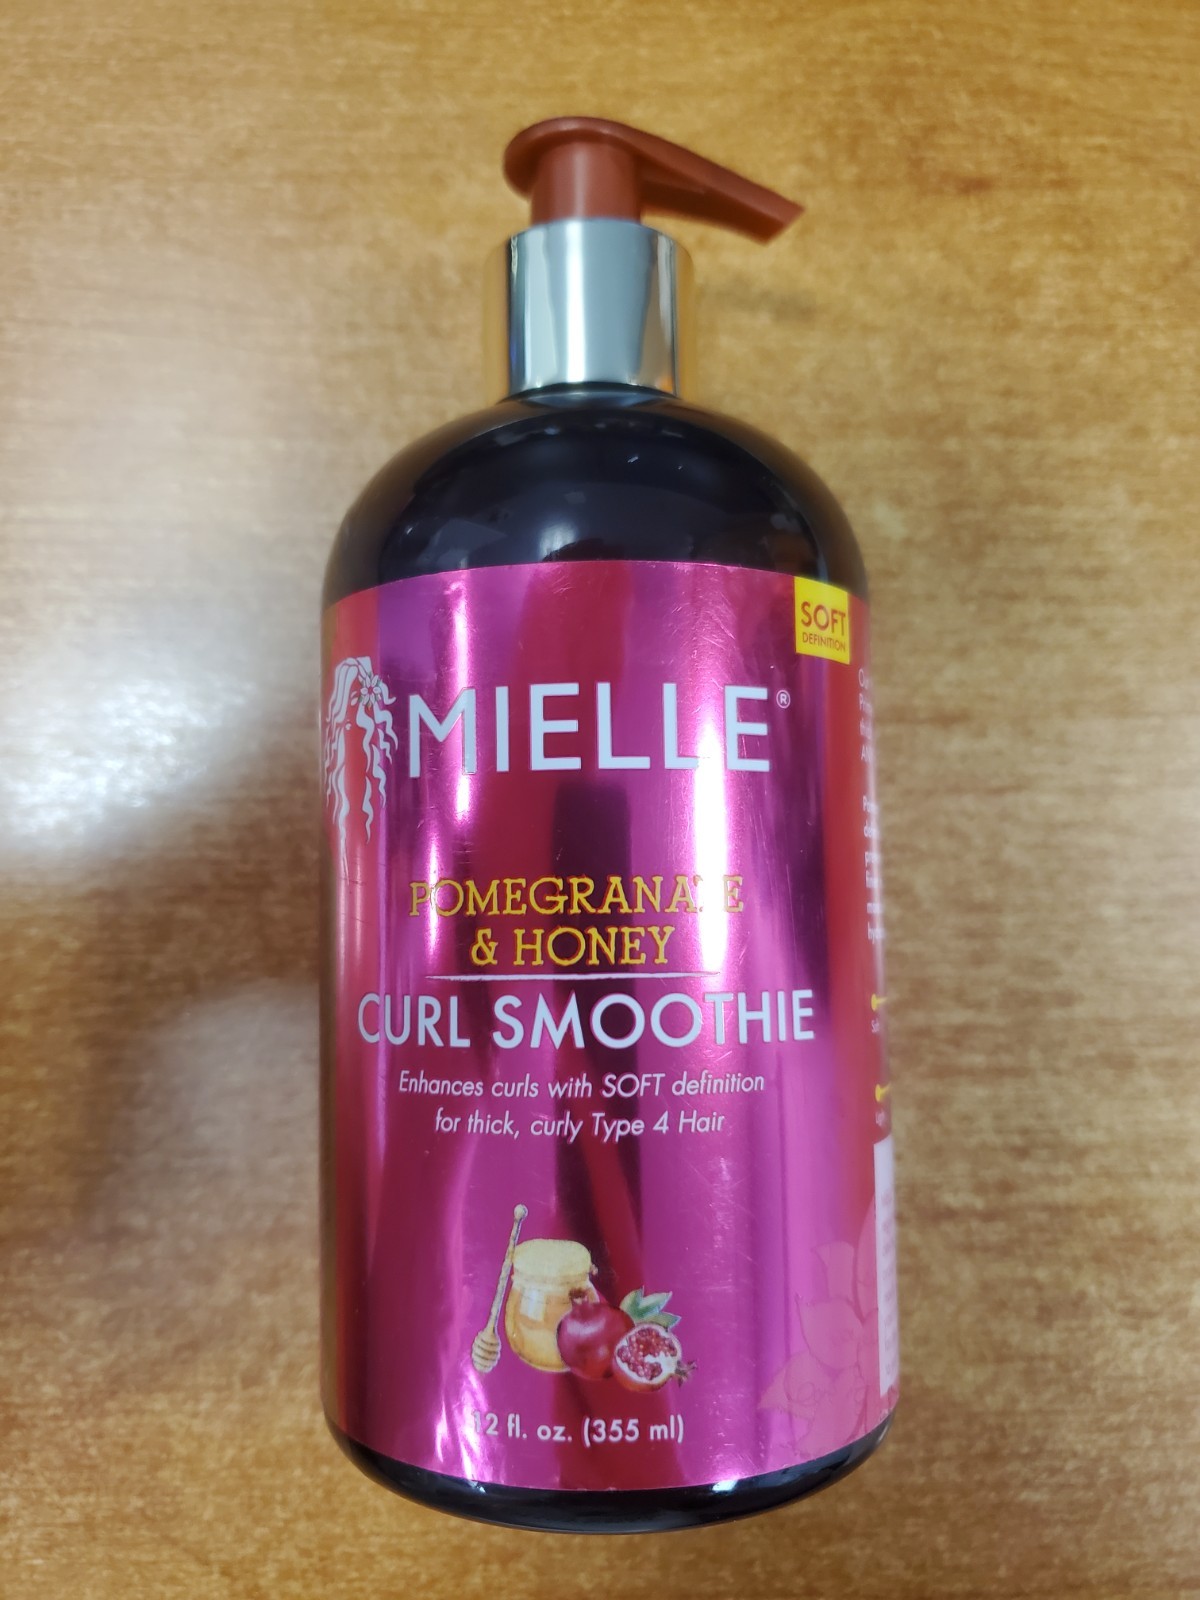 SOFT
DEFINITION
MIELLE®
POMEGRANATE
& HONEY
CURL SMOOTHIE
Enhances curls with SOFT definition
for thick, curly Type 4 Hair
12 fl. oz. (355 ml)